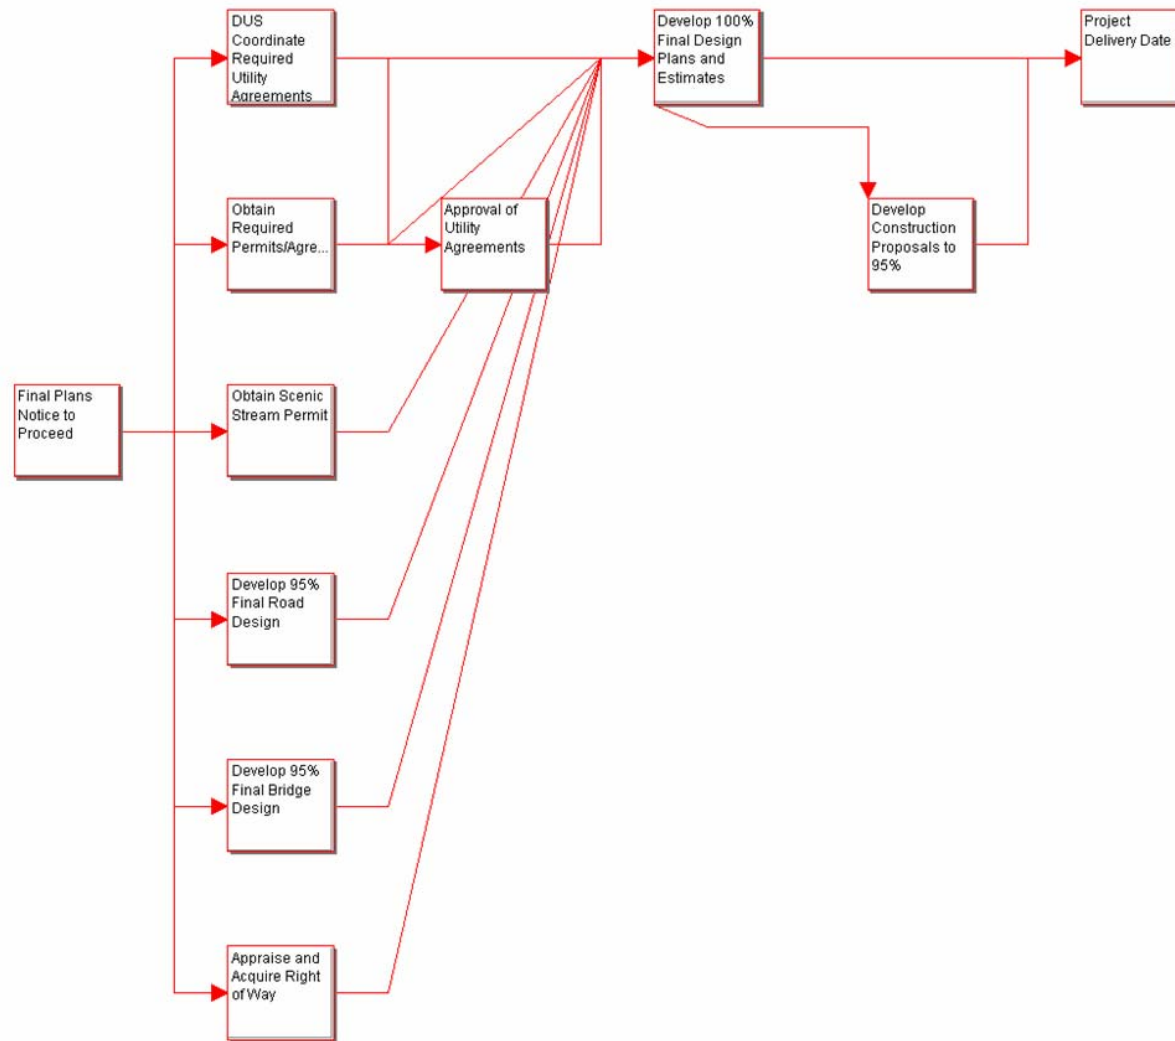 DUS
Coordinate
Required
Utility
Agreements
Develop 100%
Final Design
Plans and
Estimates
Project
Delivery Date
Obtain
Required
Permits/Agre...
Approval of
Utility
Agreements
Develop
Construction
Proposals to
95%
Final Plans
Notice to
Proceed
Obtain Scenic
Stream Permit
Develop 95%
Final Road
Design
Develop 95%
Final Bridge
Design
Appraise and
Acquire Right
of Way